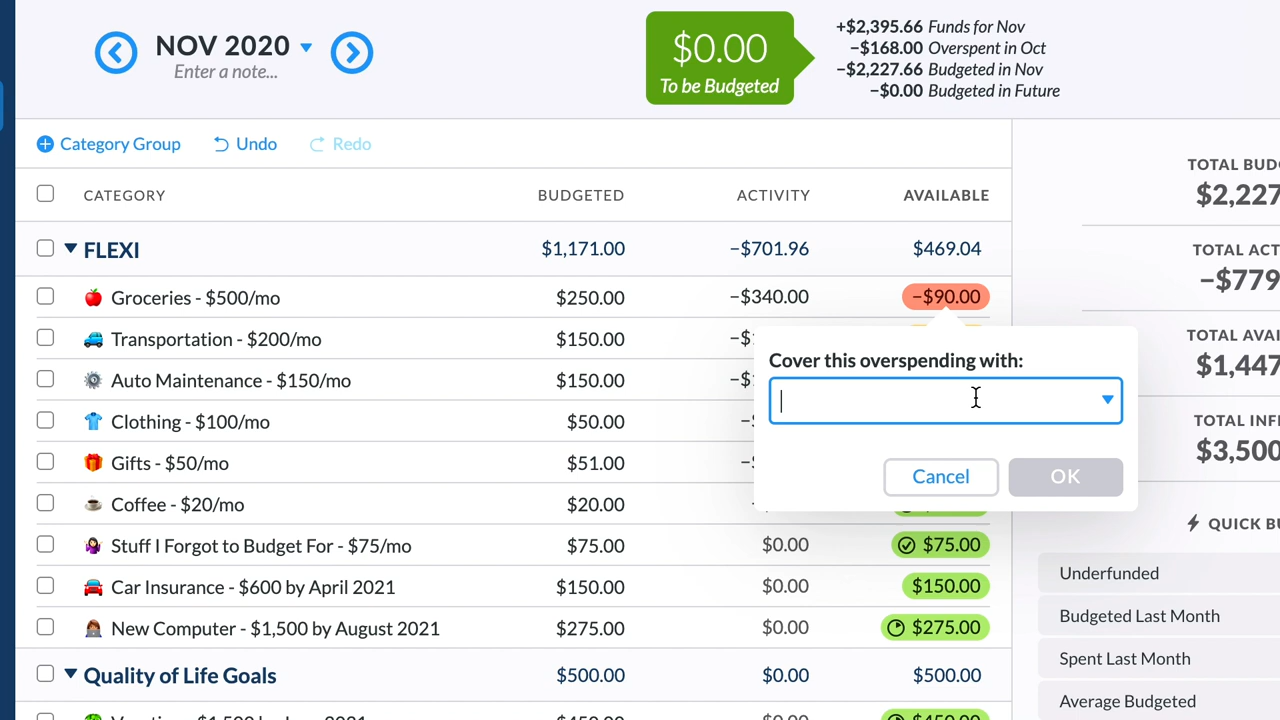 NOV 2020
Enter a note...
$0.00
To be Budgeted
+$2,395.66 Funds for Nov
−$168.00 Overspent in Oct
−$2,227.66 Budgeted in Nov
−$0.00 Budgeted in Future
Category Group Undo Redo
CATEGORY BUDGETED ACTIVITY AVAILABLE
FLEXI $1,171.00 −$701.96 $469.04
Groceries - $500/mo $250.00 −$340.00 −$90.00
Transportation - $200/mo $150.00 −$
Auto Maintenance - $150/mo $150.00 −$
Clothing - $100/mo $50.00
Gifts - $50/mo $51.00
Coffee - $20/mo $20.00
Stuff I Forgot to Budget For - $75/mo $75.00 $0.00 $75.00
Car Insurance - $600 by April 2021 $150.00 $0.00 $150.00
New Computer - $1,500 by August 2021 $275.00 $0.00 $275.00
Quality of Life Goals $500.00 $0.00 $500.00
Cover this overspending with:
Cancel OK
TOTAL BUD
$2,227
TOTAL ACT
−$779
TOTAL AVAI
$1,447
TOTAL INFL
$3,500
QUICK BU
Underfunded
Budgeted Last Month
Spent Last Month
Average Budgeted